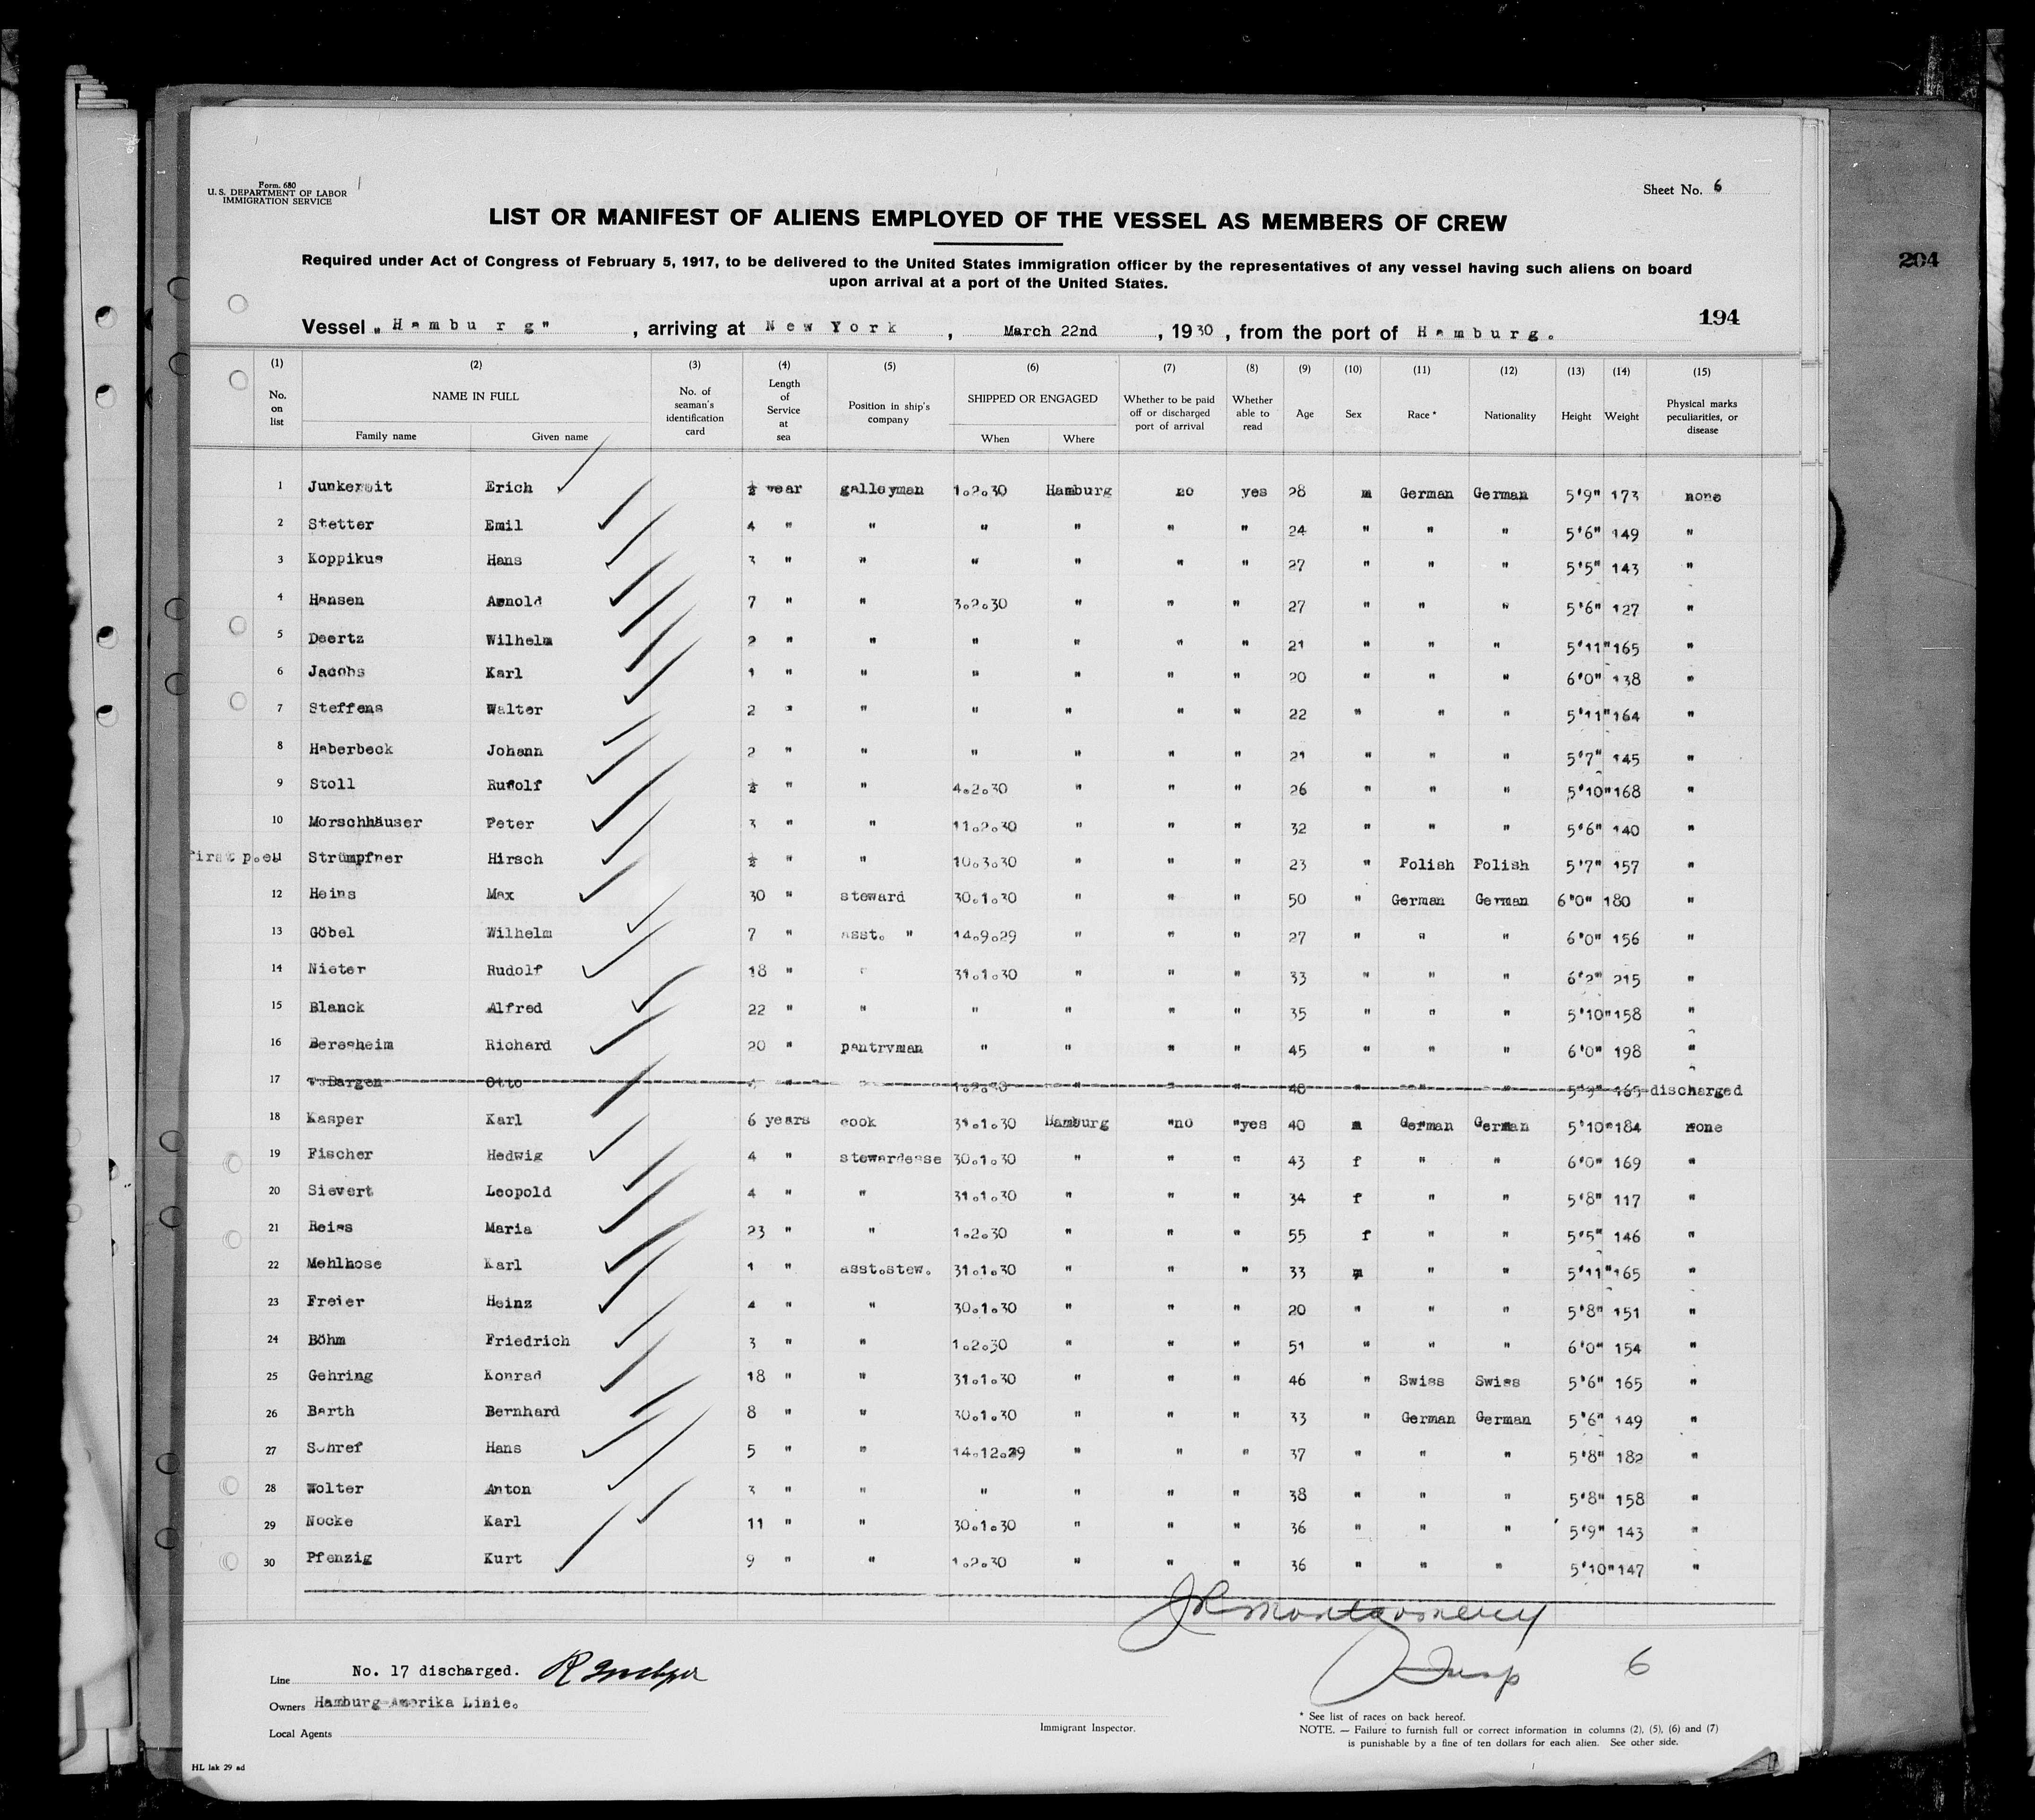 204
Form. 680
U. S. DEPARTMENT OF LABOR
IMMIGRATION SERVICE
Sheet No. 6
LIST OR MANIFEST OF ALIENS EMPLOYED OF THE VESSEL AS MEMBERS OF CREW
Required under Act of Congress of February 5, 1917, to be delivered to the United States immigration officer by the representatives of any vessel having such aliens on board
upon arrival at a port of the United States.
194
Vessel „Hamburg" , arriving at New York , March 22nd , 1930 , from the port of Hamburg.
(1) (2) (3) (4) (5) (6) (7) (8) (9) (10) (11) (12) (13) (14) (15)
No. on list NAME IN FULL Family name Given name No. of seaman's identification card Length of Service at sea Position in ship's company SHIPPED OR ENGAGED When Where Whether to be paid off or discharged port of arrival Whether able to read Age Sex Race * Nationality Height Weight Physical marks peculiarities, or disease
1 Junkereit Erich ½ year galleyman 1.2.30 Hamburg no yes 28 m German German 5'9" 173 none
2 Stetter Emil 4 " " " " " " 24 " " " 5'6" 149 "
3 Koppikus Hans 3 " " " " " " 27 " " " 5'5" 143 "
4 Hansen Arnold 7 " " 3.2.30 " " " 27 " " " 5'6" 127 "
5 Deertz Wilhelm 2 " " " " " " 21 " " " 5'11" 165 "
6 Jacobs Karl 1 " " " " " " 20 " " " 6'0" 138 "
7 Steffens Walter 2 " " " " " " 22 " " " 5'11" 164 "
8 Haberbeck Johann 2 " " " " " " 21 " " " 5'7" 145 "
9 Stoll Rudolf ½ " " 4.2.30 " " " 26 " " " 5'10" 168 "
10 Morschhäuser Peter 3 " " 11.2.30 " " " 32 " " " 5'6" 140 "
first 11 Strümpfner Hirsch ½ " " 10.3.30 " " " 23 " Polish Polish 5'7" 157 "
12 Heins Max 30 " steward 30.1.30 " " " 50 " German German 6"0" 180 "
13 Göbel Wilhelm 7 " asst. " 14.9.29 " " " 27 " " " 6'0" 156 "
14 Nieter Rudolf 18 " " 31.1.30 " " " 33 " " " 6'2" 215 "
15 Blanck Alfred 22 " " " " " " 35 " " " 5'10" 158 "
16 Beresheim Richard 20 " pantryman " " " " 45 " " " 6'0" 198 "
17 v.Bargen Otto 4 " " 1.2.30 " " " 48 " " " 5'9" 165 discharged
18 Kasper Karl 6 years cook 31.1.30 Hamburg "no "yes 40 m German German 5'10" 184 none
19 Fischer Hedwig 4 " stewardesse 30.1.30 " " " 43 f " " 6'0" 169 "
20 Sievert Leopold 4 " " 31.1.30 " " " 34 f " " 5'8" 117 "
21 Reiss Maria 23 " " 1.2.30 " " " 55 f " " 5'5" 146 "
22 Mehlhose Karl 1 " asst.stew. 31.1.30 " " " 33 m " " 5'11" 165 "
23 Freier Heinz 4 " " 30.1.30 " " " 20 " " " 5'8" 151 "
24 Böhm Friedrich 3 " " 1.2.30 " " " 51 " " " 6'0" 154 "
25 Gehring Konrad 18 " " 31.1.30 " " " 46 " Swiss Swiss 5'6" 165 "
26 Barth Bernhard 8 " " 30.1.30 " " " 33 " German German 5'6" 149 "
27 Schref Hans 5 " " 14.12.29 " " " 37 " " " 5'8" 182 "
28 Wolter Anton 3 " " " " " " 38 " " " 5'8" 158 "
29 Nocke Karl 11 " " 30.1.30 " " " 36 " " " 5'9" 143 "
30 Pfenzig Kurt 9 " " 1.2.30 " " " 36 " " " 5'10" 147 "
J R Montgomery
Insp 6
Line No. 17 discharged.
Owners Hamburg-Amerika Linie.
Local Agents
Immigrant Inspector.
* See list of races on back hereof.
NOTE. — Failure to furnish full or correct information in columns (2), (5), (6) and (7)
is punishable by a fine of ten dollars for each alien. See other side.
HL lak 29 ad